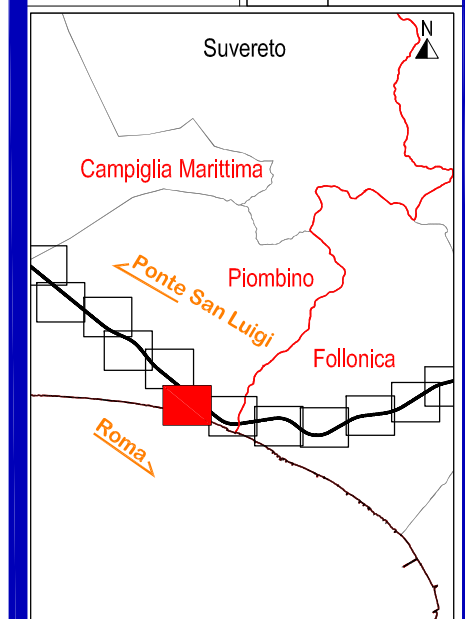 N
Suvereto
Campiglia Marittima
Ponte San Luigi
Piombino
Follonica
Roma